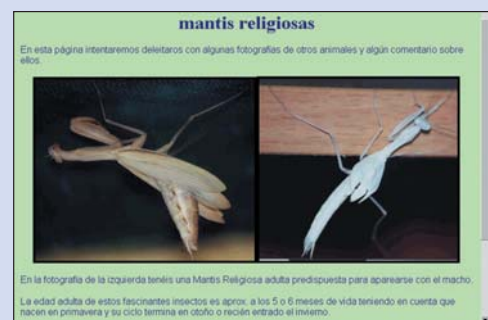 mantis religiosas
En esta página intentaremos deleitaros con algunas fotografías de otros animales y algún comentario sobre
ellos.
En la fotografía de la izquierda tenéis una Mantis Religiosa adulta predispuesta para aparearse con el macho.
La edad adulta de estos fascinantes insectos es aprox. a los 5 o 6 meses de vida teniendo en cuenta que
nacen en primavera y su ciclo termina en otoño o recién entrado el invierno.